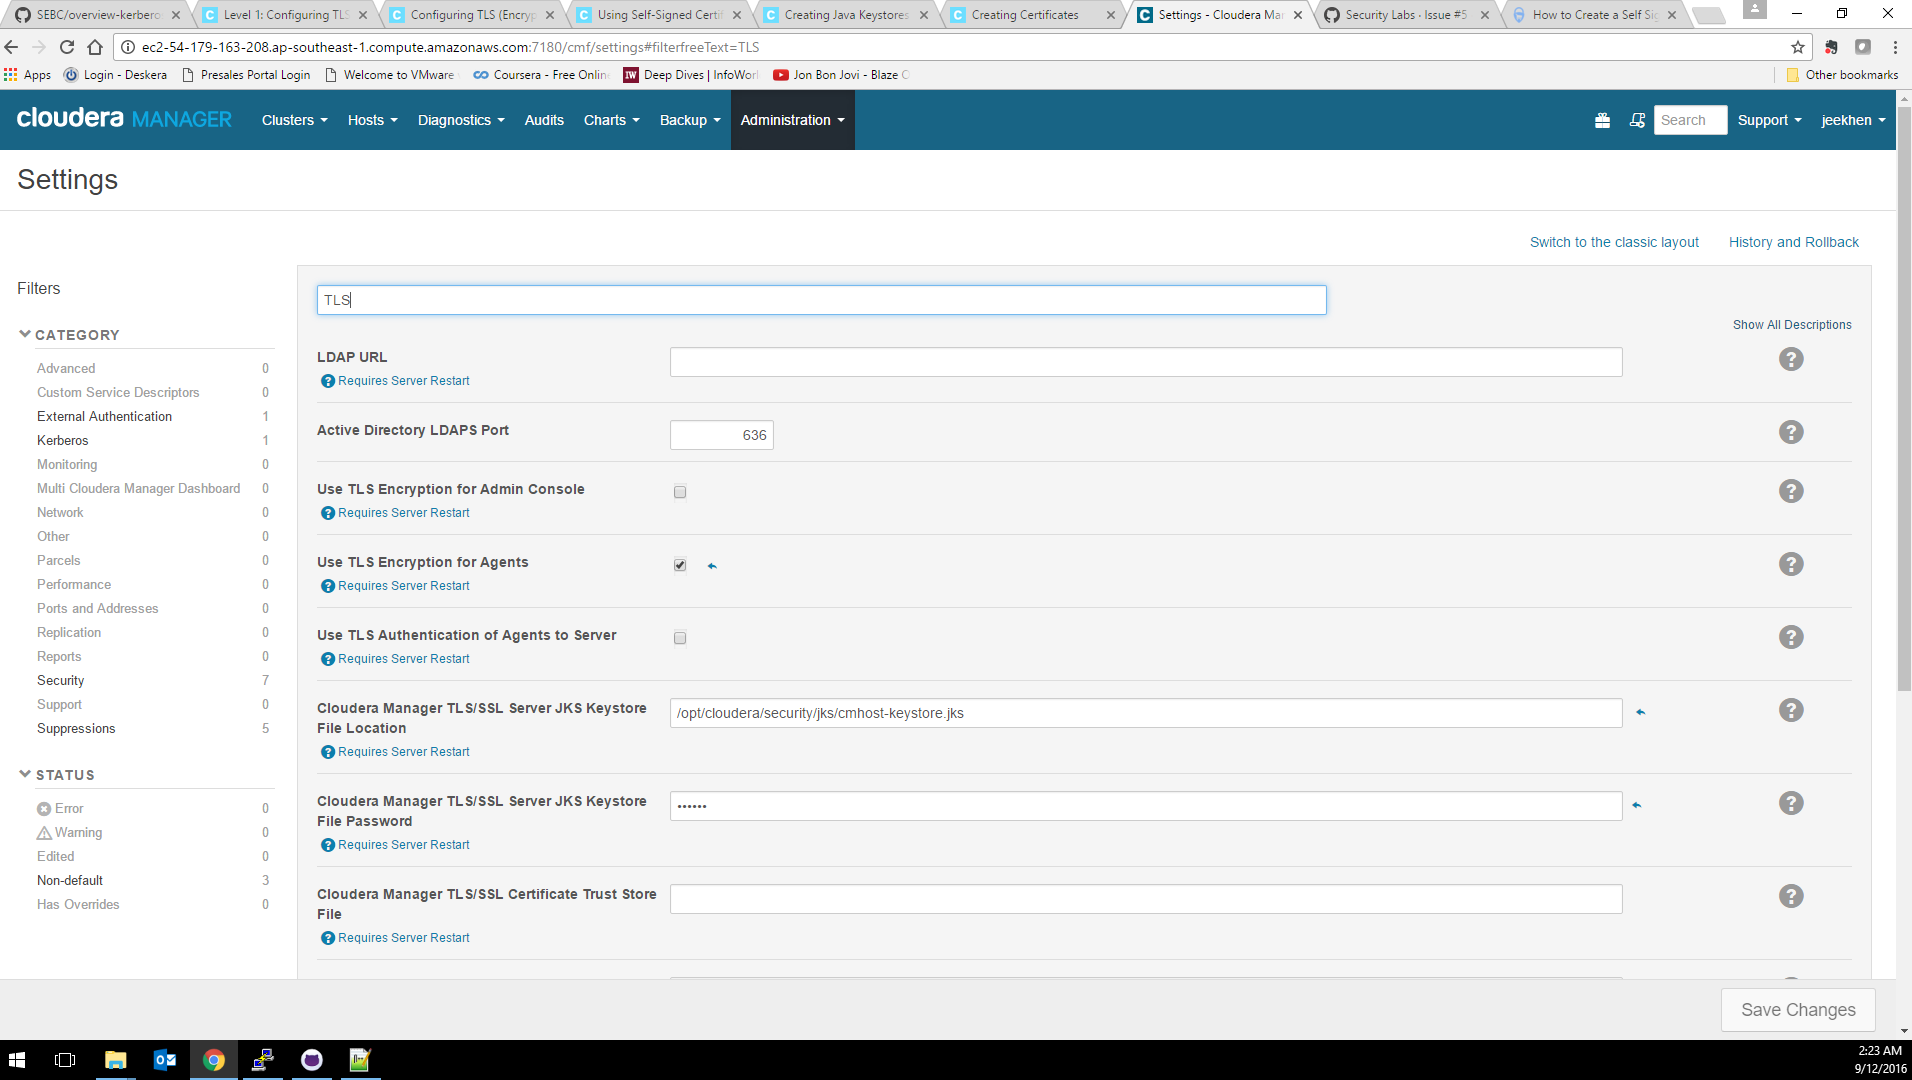 SEBC/overview-kerbero
Level 1: Configuring TLS
Configuring TLS (Encryp
Using Self-Signed Certif
Creating Java Keystores
Creating Certificates
Settings - Cloudera Man
Security Labs · Issue #5
How to Create a Self Sig
ec2-54-179-163-208.ap-southeast-1.compute.amazonaws.com:7180/cmf/settings#filterfreeText=TLS
Apps
Login - Deskera
Presales Portal Login
Welcome to VMware
Coursera - Free Online
Deep Dives | InfoWorl
Jon Bon Jovi - Blaze O
Other bookmarks
cloudera MANAGER
Clusters
Hosts
Diagnostics
Audits
Charts
Backup
Administration
Search
Support
jeekhen
Settings
Switch to the classic layout
History and Rollback
Filters
CATEGORY
Advanced 0
Custom Service Descriptors 0
External Authentication 1
Kerberos 1
Monitoring 0
Multi Cloudera Manager Dashboard 0
Network 0
Other 0
Parcels 0
Performance 0
Ports and Addresses 0
Replication 0
Reports 0
Security 7
Support 0
Suppressions 5
STATUS
Error 0
Warning 0
Edited 0
Non-default 3
Has Overrides 0
TLS
Show All Descriptions
LDAP URL
Requires Server Restart
Active Directory LDAPS Port
636
Use TLS Encryption for Admin Console
Requires Server Restart
Use TLS Encryption for Agents
Requires Server Restart
Use TLS Authentication of Agents to Server
Requires Server Restart
Cloudera Manager TLS/SSL Server JKS Keystore
File Location
/opt/cloudera/security/jks/cmhost-keystore.jks
Requires Server Restart
Cloudera Manager TLS/SSL Server JKS Keystore
File Password
••••••
Requires Server Restart
Cloudera Manager TLS/SSL Certificate Trust Store
File
Requires Server Restart
Save Changes
2:23 AM
9/12/2016